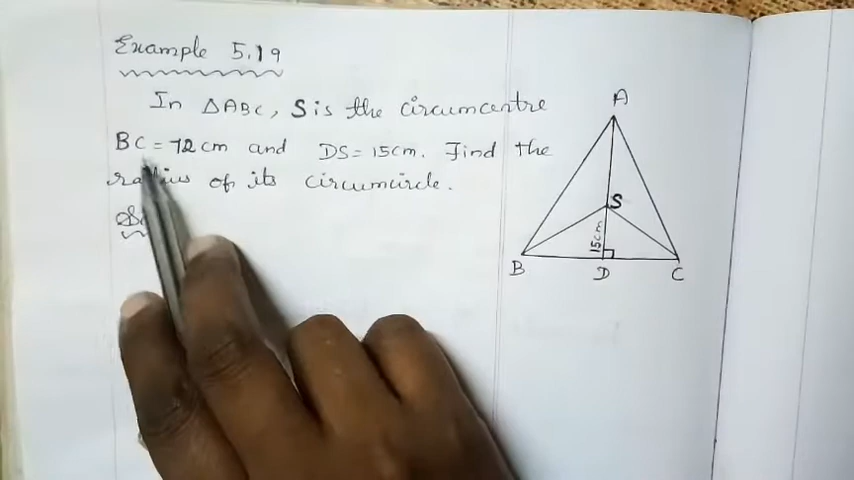 Example 5.19
In △ABC, S is the circumcentre
BC = 72 cm and DS = 15cm. Find the
of its circumcircle.
A
S
15cm
B
D
C